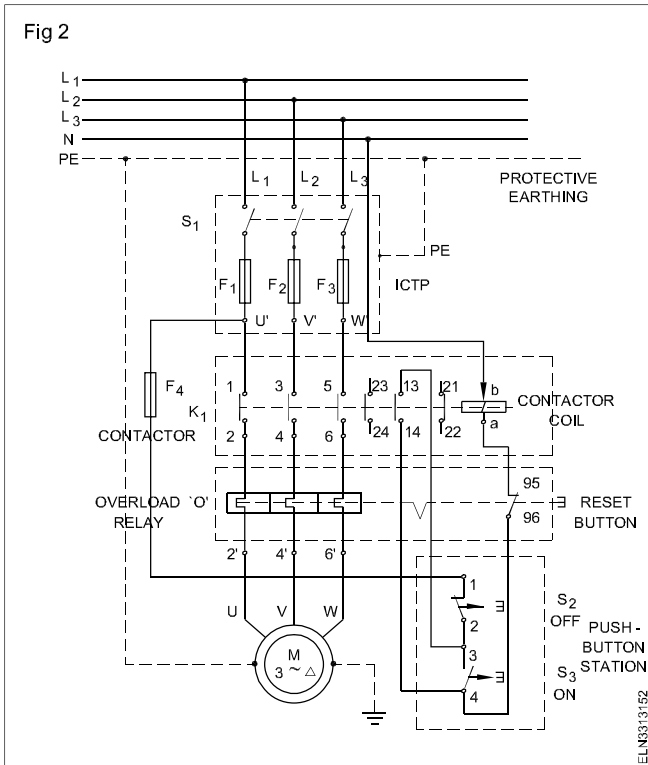 Fig 2
L1
L2
L3
N
PE
L1 L2 L3
PROTECTIVE
EARTHING
S1
PE
F1 F2 F3
ICTP
U' V' W'
F4
1 3 5 23 13 21 b
K1
CONTACTOR
COIL
CONTACTOR
2 4 6 24 14 22 a
95
OVERLOAD `O'
RELAY
RESET
BUTTON
96
2' 4' 6'
1
U V W
S2
OFF
2
PUSH-
BUTTON
STATION
M
3 ~ △
3
S3
ON
4
ELN3313152